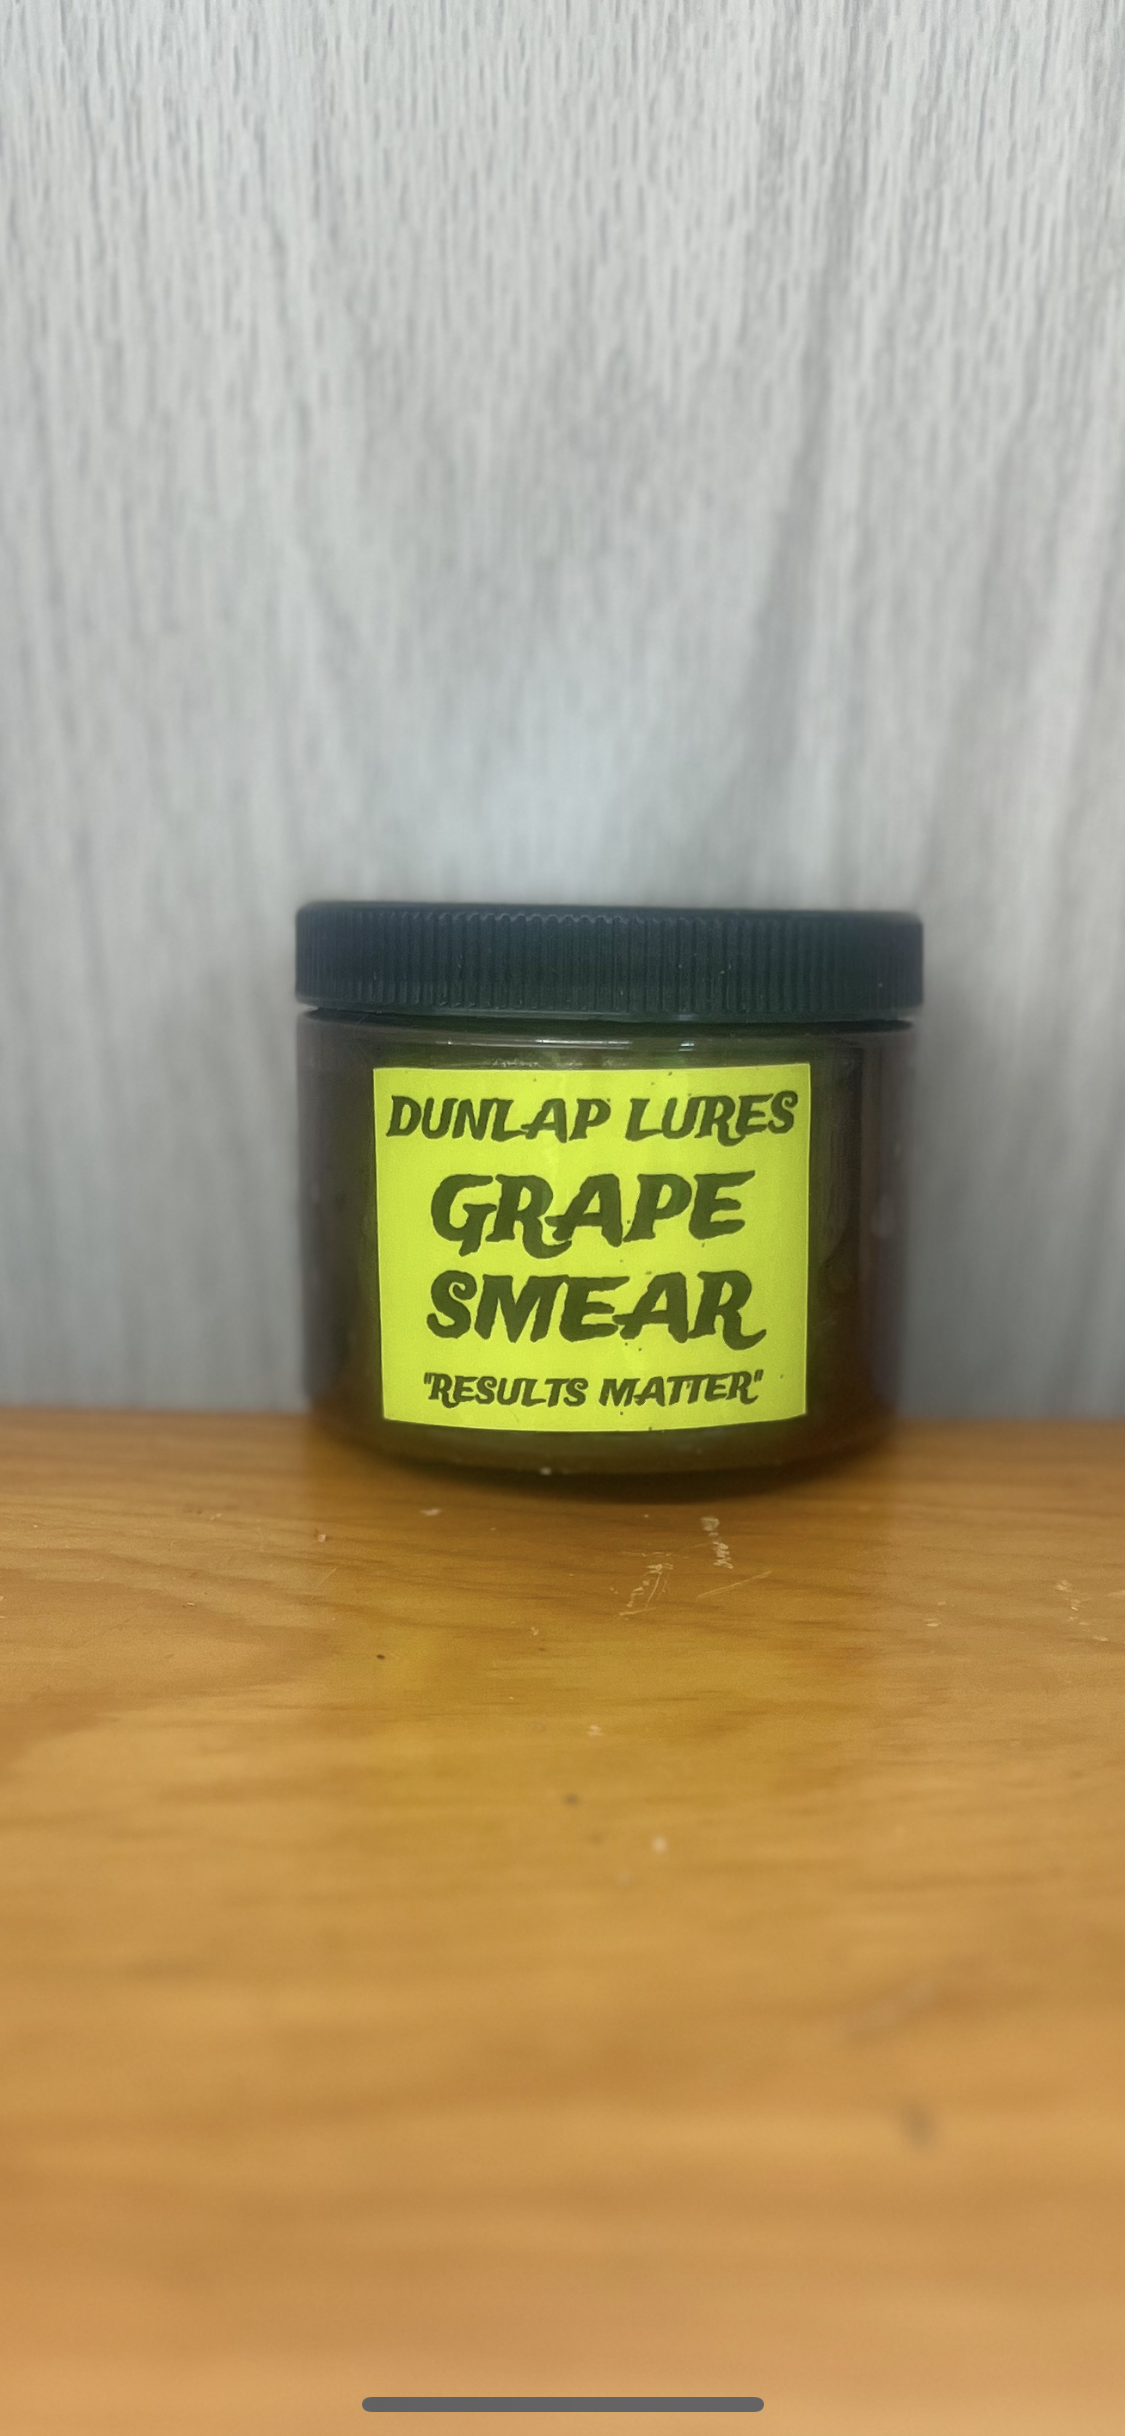 DUNLAP LURES
GRAPE
SMEAR
"RESULTS MATTER"